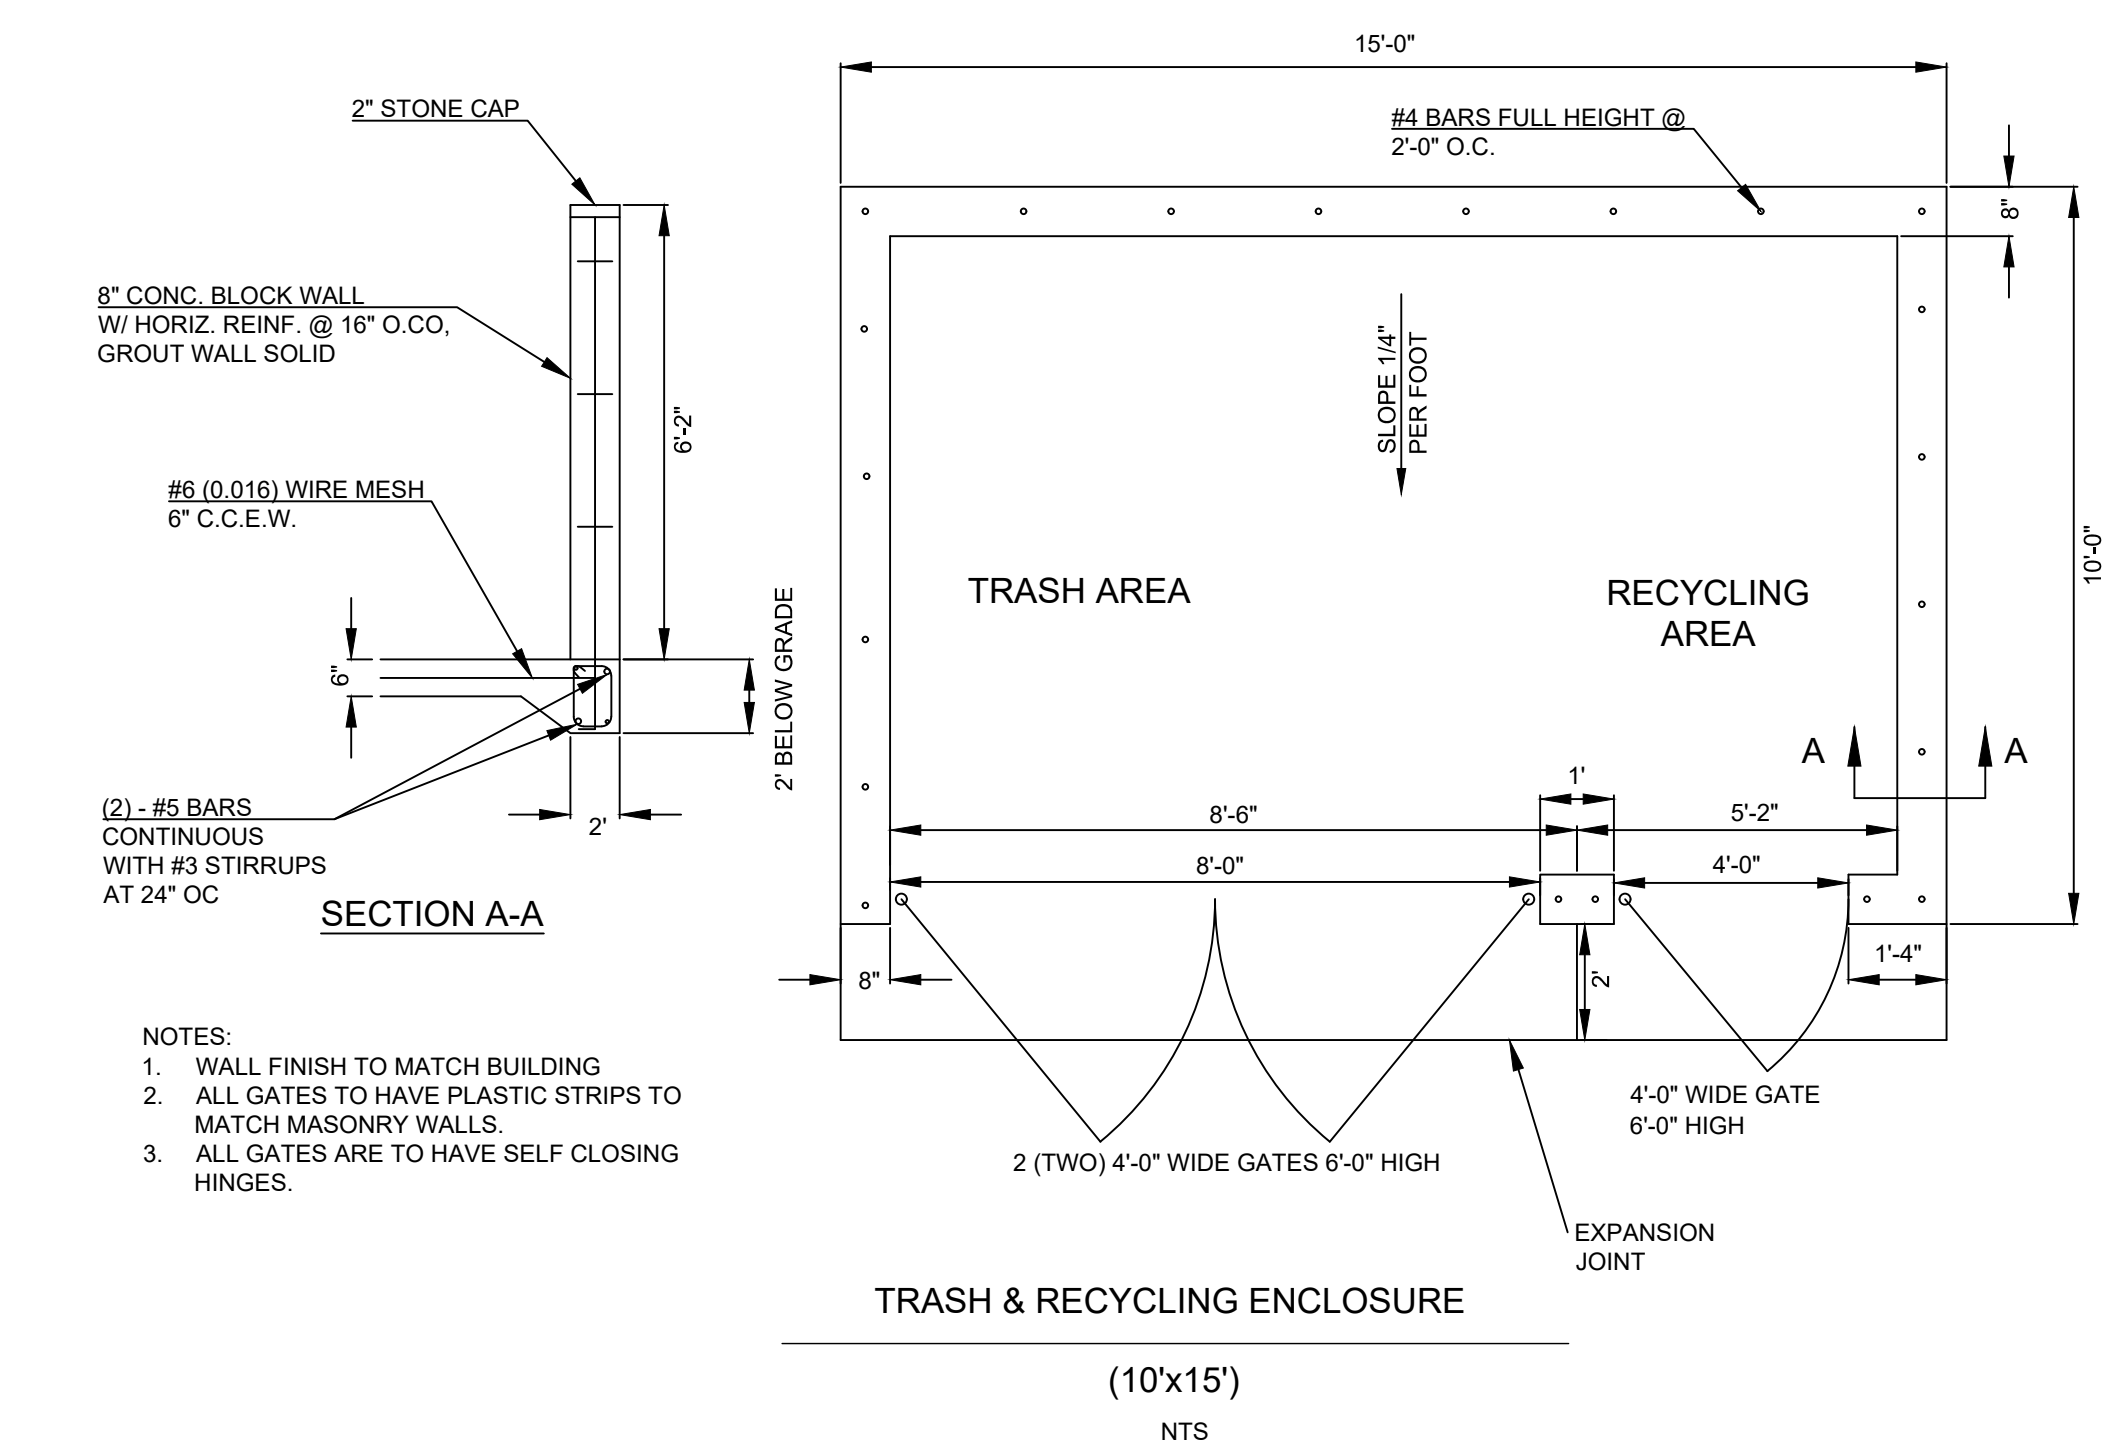 2" STONE CAP
8" CONC. BLOCK WALL
W/ HORIZ. REINF. @ 16" O.CO,
GROUT WALL SOLID
6'-2"
#6 (0.016) WIRE MESH
6" C.C.E.W.
6"
2' BELOW GRADE
(2) - #5 BARS
CONTINUOUS
WITH #3 STIRRUPS
AT 24" OC
2'
SECTION A-A
NOTES:
1. WALL FINISH TO MATCH BUILDING
2. ALL GATES TO HAVE PLASTIC STRIPS TO
MATCH MASONRY WALLS.
3. ALL GATES ARE TO HAVE SELF CLOSING
HINGES.
15'-0"
#4 BARS FULL HEIGHT @
2'-0" O.C.
8"
SLOPE 1/4"
PER FOOT
10'-0"
TRASH AREA
RECYCLING
AREA
A A
1'
8'-6"
5'-2"
8'-0"
4'-0"
8"
2'
1'-4"
4'-0" WIDE GATE
6'-0" HIGH
2 (TWO) 4'-0" WIDE GATES 6'-0" HIGH
EXPANSION
JOINT
TRASH & RECYCLING ENCLOSURE
(10'x15')
NTS